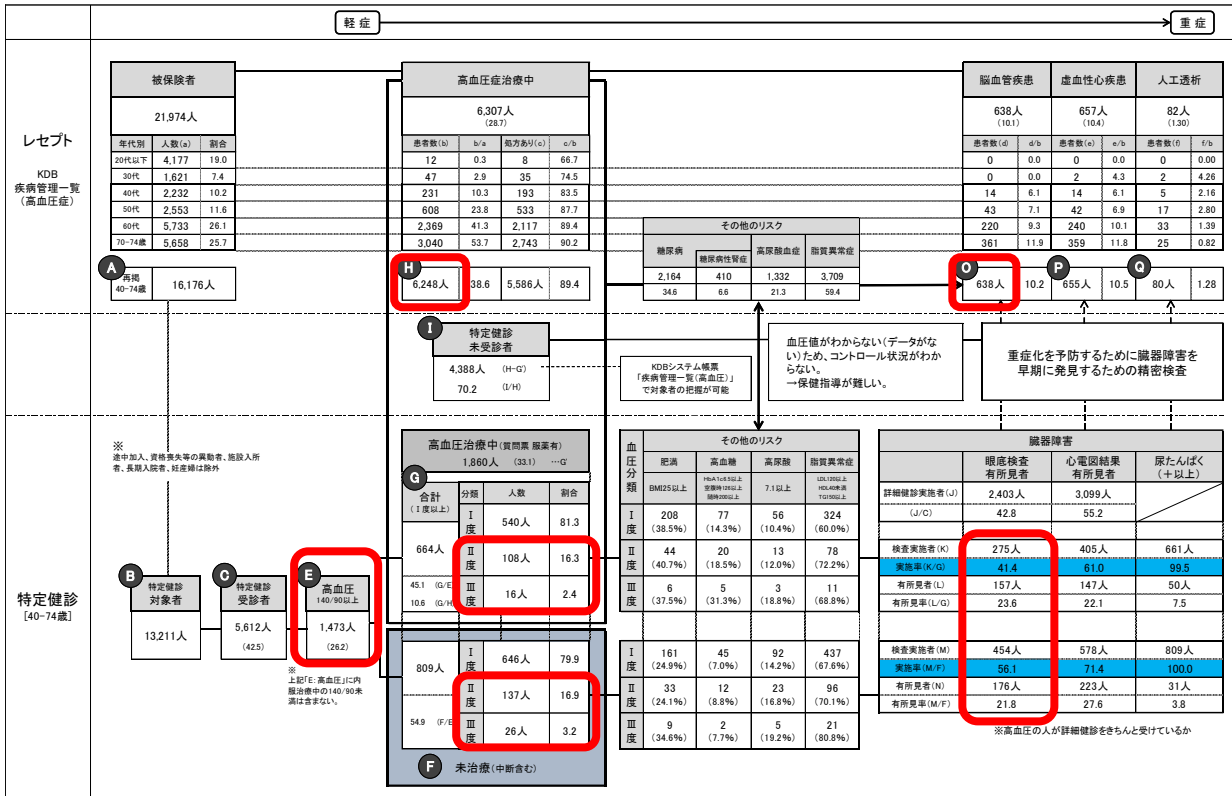 軽症
重症
レセプト
KDB
疾病管理一覧
(高血圧症)
被保険者
21,974人
年代別 人数(a) 割合
20代以下 4,177 19.0
30代 1,621 7.4
40代 2,232 10.2
50代 2,553 11.6
60代 5,733 26.1
70-74歳 5,658 25.7
A
再掲
40-74歳
16,176人
高血圧症治療中
6,307人
(28.7)
患者数(b) b/a 処方あり(c) c/b
12 0.3 8 66.7
47 2.9 35 74.5
231 10.3 193 83.5
608 23.8 533 87.7
2,369 41.3 2,117 89.4
3,040 53.7 2,743 90.2
H
6,248人 38.6 5,586人 89.4
その他のリスク
糖尿病 糖尿病性腎症 高尿酸血症 脂質異常症
2,164 410 1,332 3,709
34.6 6.6 21.3 59.4
脳血管疾患 虚血性心疾患 人工透析
638人 657人 82人
(10.1) (10.4) (1.30)
患者数(d) d/b 患者数(e) e/b 患者数(f) f/b
0 0.0 0 0.0 0 0.00
0 0.0 2 4.3 2 4.26
14 6.1 14 6.1 5 2.16
43 7.1 42 6.9 17 2.80
220 9.3 240 10.1 33 1.39
361 11.9 359 11.8 25 0.82
O P Q
638人 10.2 655人 10.5 80人 1.28
I
特定健診
未受診者
4,388人 (H-G')
70.2 (I/H)
KDBシステム帳票
「疾病管理一覧(高血圧)」
で対象者の把握が可能
血圧値がわからない(データがな
い)ため、コントロール状況がわか
らない。
→保健指導が難しい。
重症化を予防するために臓器障害を
早期に発見するための精密検査
特定健診
[40-74歳]
※
途中加入、資格喪失等の異動者、施設入所
者、長期入院者、妊産婦は除外
B
特定健診
対象者
13,211人
C
特定健診
受診者
5,612人
(42.5)
E
高血圧
140/90以上
1,473人
(26.2)
※
上記「E:高血圧」に内
服治療中の140/90未
満は含まない。
高血圧治療中(質問票 服薬有)
1,860人 (33.1) …G'
G
合計
(Ⅰ度以上)
分類 人数 割合
664人
45.1 (G/E)
10.6 (G/H)
Ⅰ度 540人 81.3
Ⅱ度 108人 16.3
Ⅲ度 16人 2.4
809人
54.9 (F/E)
Ⅰ度 646人 79.9
Ⅱ度 137人 16.9
Ⅲ度 26人 3.2
F
未治療(中断含む)
血圧分類
その他のリスク
肥満 高血糖 高尿酸 脂質異常症
BMI25以上
HbA1c6.5以上
空腹時126以上
随時200以上
7.1以上
LDL120以上
HDL40未満
TG150以上
Ⅰ度 208 77 56 324
(38.5%) (14.3%) (10.4%) (60.0%)
Ⅱ度 44 20 13 78
(40.7%) (18.5%) (12.0%) (72.2%)
Ⅲ度 6 5 3 11
(37.5%) (31.3%) (18.8%) (68.8%)
Ⅰ度 161 45 92 437
(24.9%) (7.0%) (14.2%) (67.6%)
Ⅱ度 33 12 23 96
(24.1%) (8.8%) (16.8%) (70.1%)
Ⅲ度 9 2 5 21
(34.6%) (7.7%) (19.2%) (80.8%)
臓器障害
眼底検査
有所見者
心電図結果
有所見者
尿たんぱく
(+以上)
詳細健診実施者(J) 2,403人 3,099人
(J/C) 42.8 55.2
検査実施者(K) 275人 405人 661人
実施率(K/G) 41.4 61.0 99.5
有所見者(L) 157人 147人 50人
有所見率(L/G) 23.6 22.1 7.5
検査実施者(M) 454人 578人 809人
実施率(M/F) 56.1 71.4 100.0
有所見者(N) 176人 223人 31人
有所見率(M/F) 21.8 27.6 3.8
※高血圧の人が詳細健診をきちんと受けているか